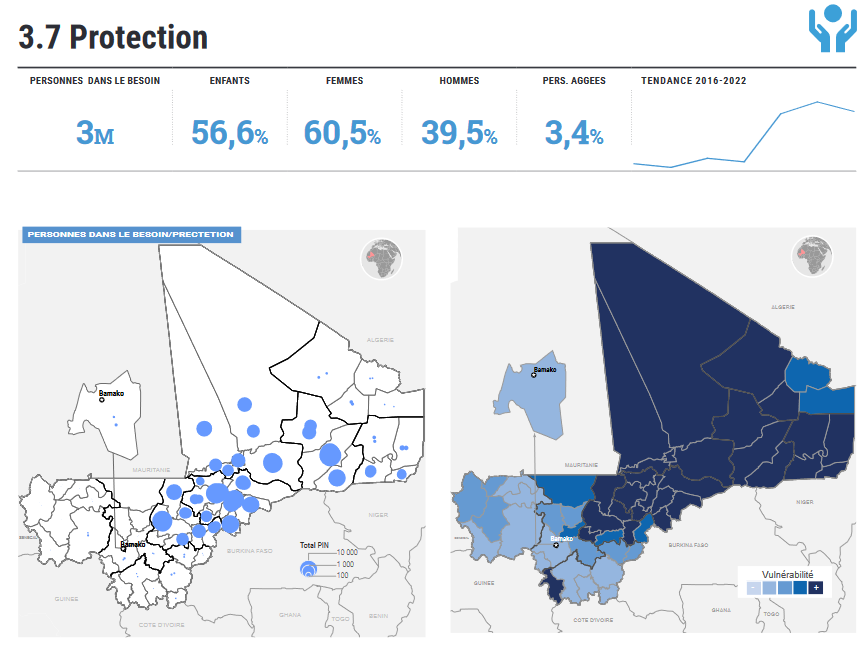 3.7 Protection
PERSONNES DANS LE BESOIN
ENFANTS
FEMMES
HOMMES
PERS. AGGEES
TENDANCE 2016-2022
3M
56,6%
60,5%
39,5%
3,4%
PERSONNES DANS LE BESOIN/PRECTETION
ALGERIE
Bamako
MAURITANIE
NIGER
Bamako
BURKINA FASO
Total PIN
10 000
1 000
100
GUINEE
GHANA
TOGO
BENIN
COTE D'IVOIRE
ALGERIE
Bamako
MAURITANIE
NIGER
Bamako
BURKINA FASO
Vulnérabilité
- +
GUINEE
GHANA
TOGO
COTE D'IVOIRE